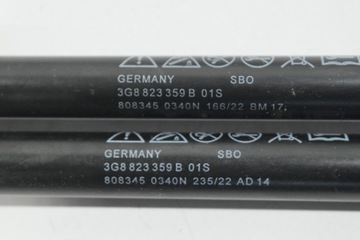 GERMANY SBO
3G8 823 359 B 01S
808345 0340N 166/22 BM 17
GERMANY SBO
3G8 823 359 B 01S
808345 0340N 235/22 AD 14